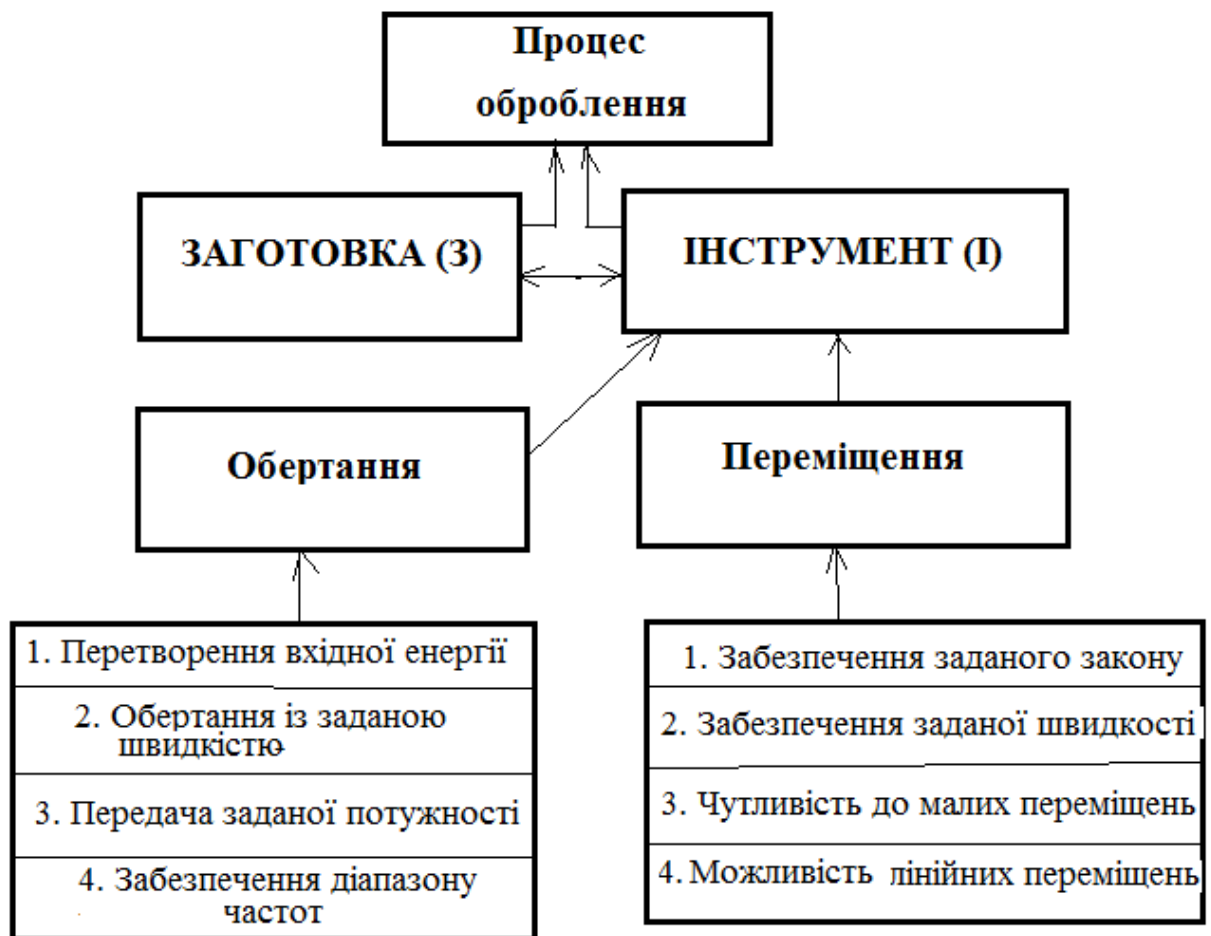 Процес
оброблення
ЗАГОТОВКА (З)
ІНСТРУМЕНТ (І)
Обертання
Переміщення
1. Перетворення вхідної енергії
2. Обертання із заданою
швидкістю
3. Передача заданої потужності
4. Забезпечення діапазону
частот
1. Забезпечення заданого закону
2. Забезпечення заданої швидкості
3. Чутливість до малих переміщень
4. Можливість лінійних переміщень